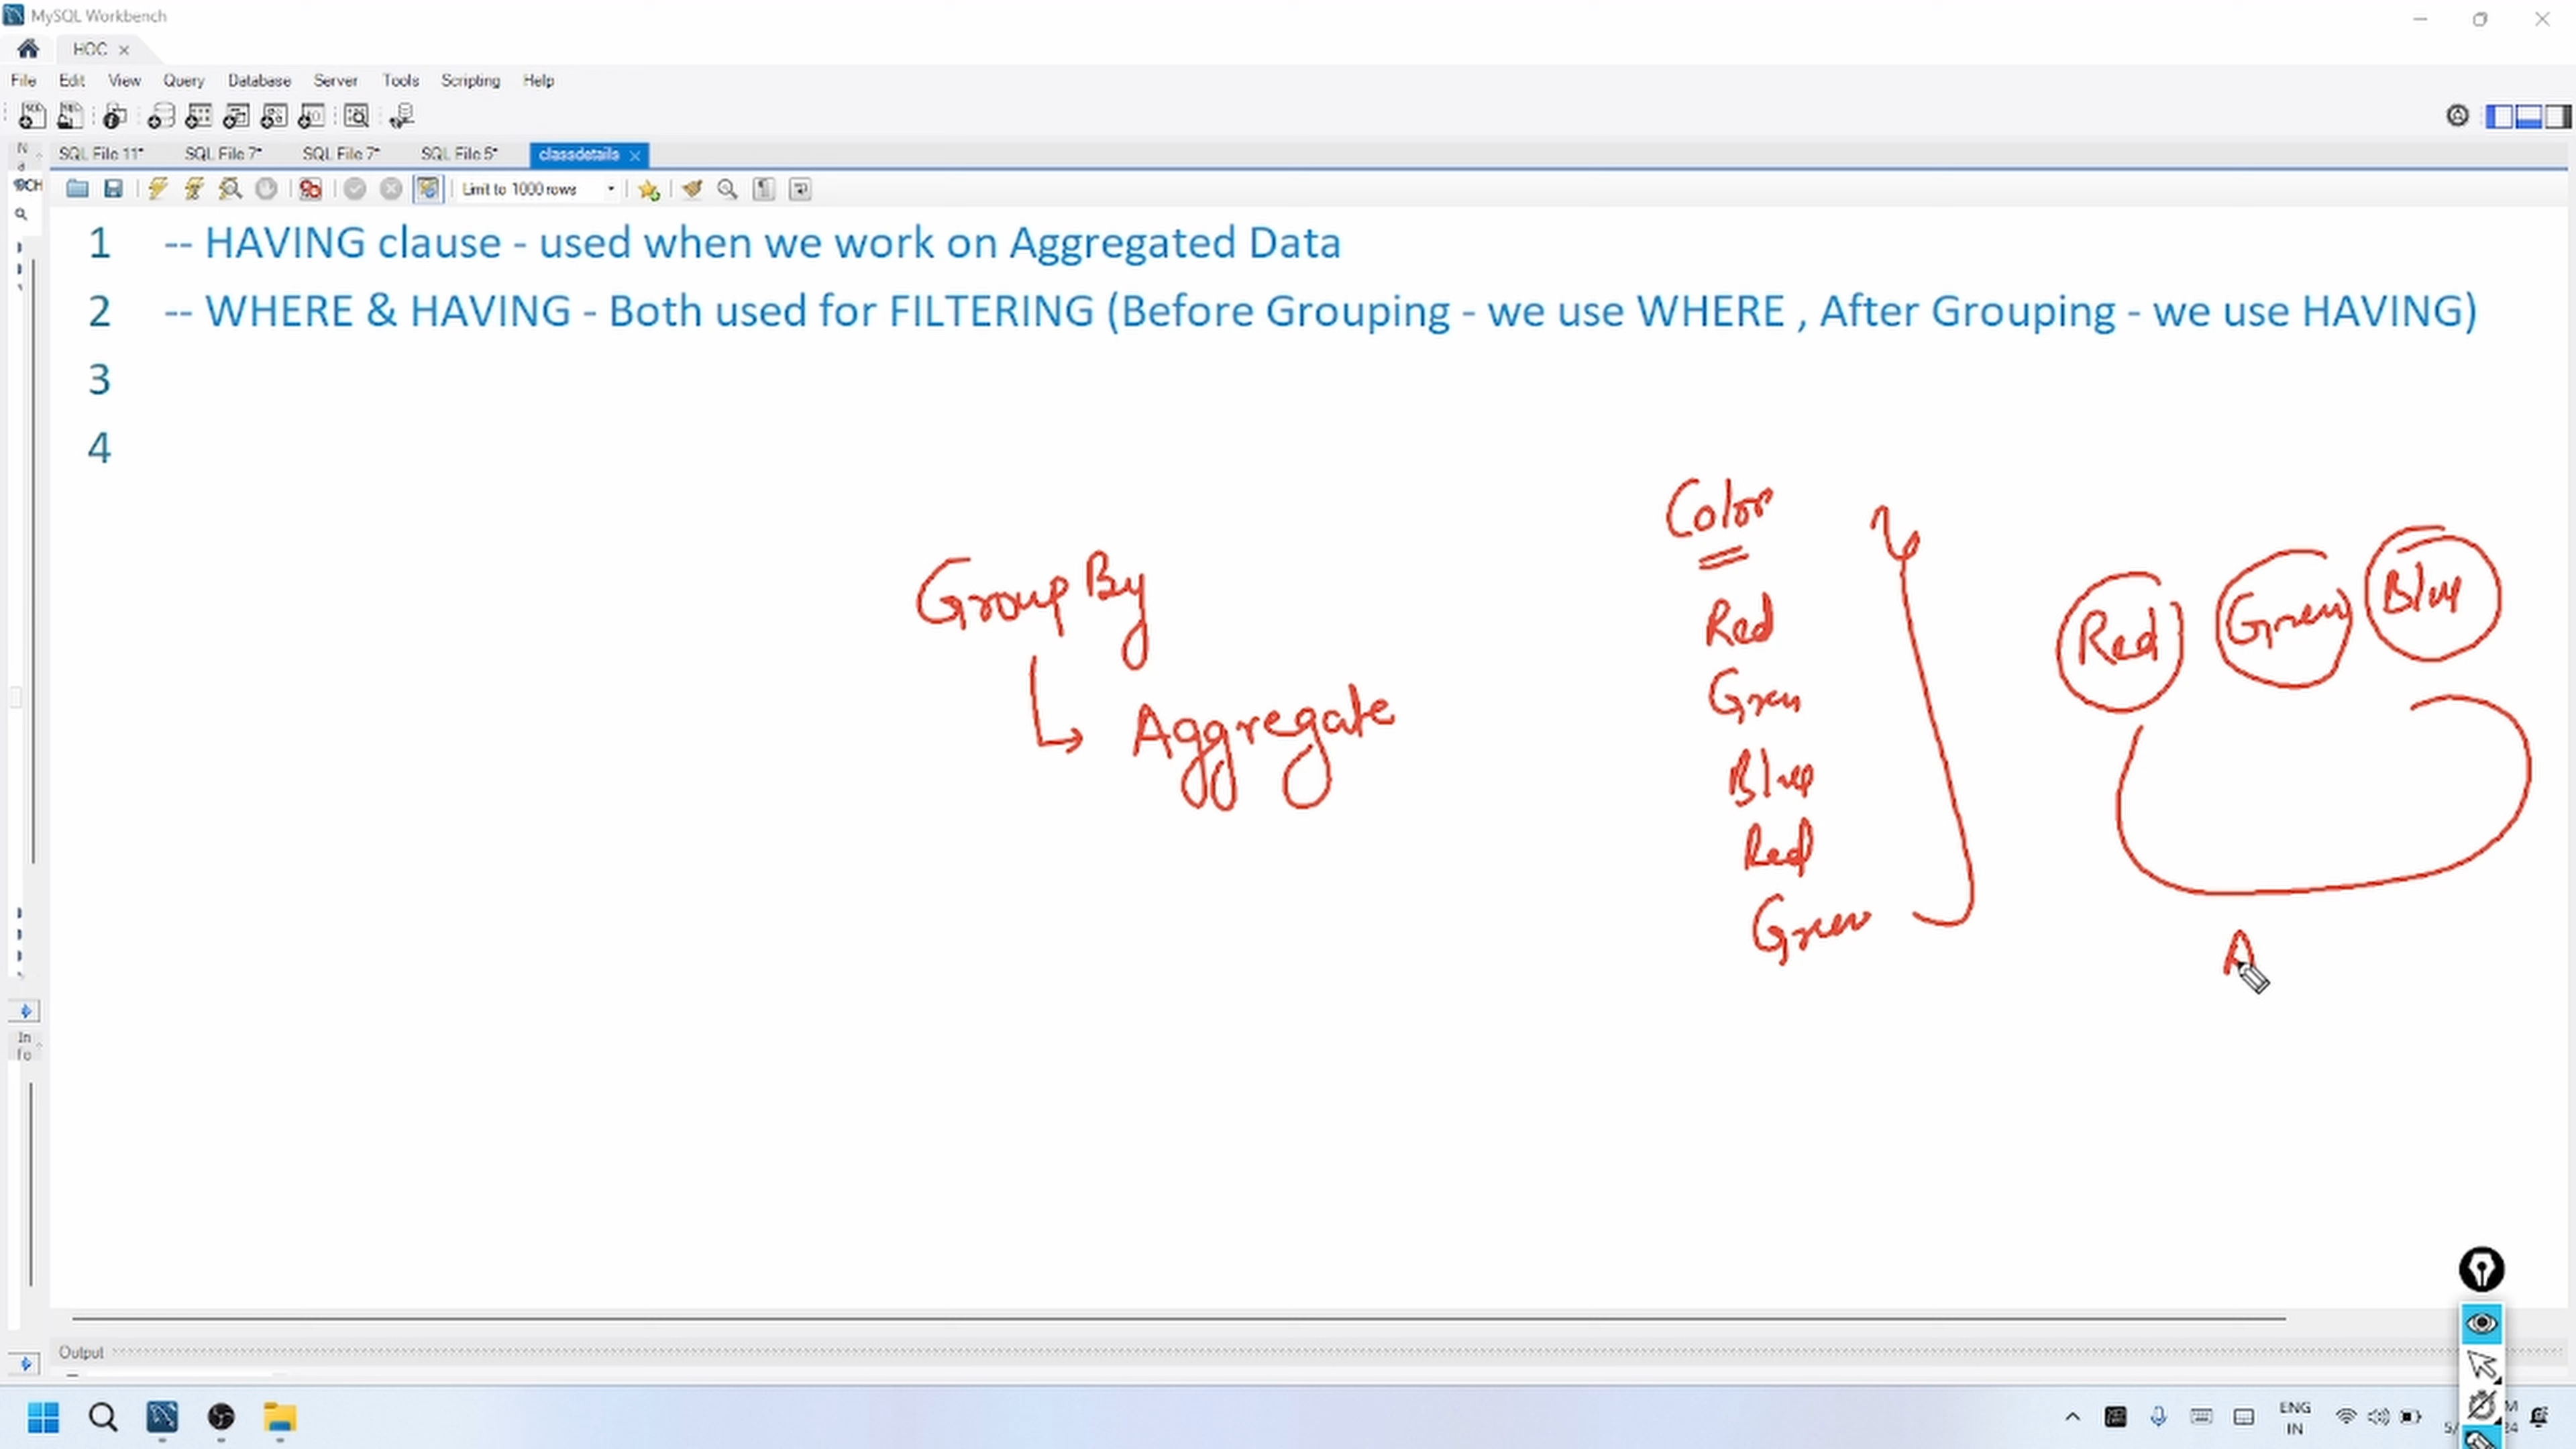 MySQL Workbench
HOC
File Edit View Query Database Server Tools Scripting Help
SQL File 11* SQL File 7* SQL File 7* SQL File 5* classdetails
Limit to 1000 rows
1 -- HAVING clause - used when we work on Aggregated Data
2 -- WHERE & HAVING - Both used for FILTERING (Before Grouping - we use WHERE , After Grouping - we use HAVING)
3
4
Color
Group By
Aggregate
Red
Green
Blue
Red
Green
Red Green Blue
A
Output
ENG
IN